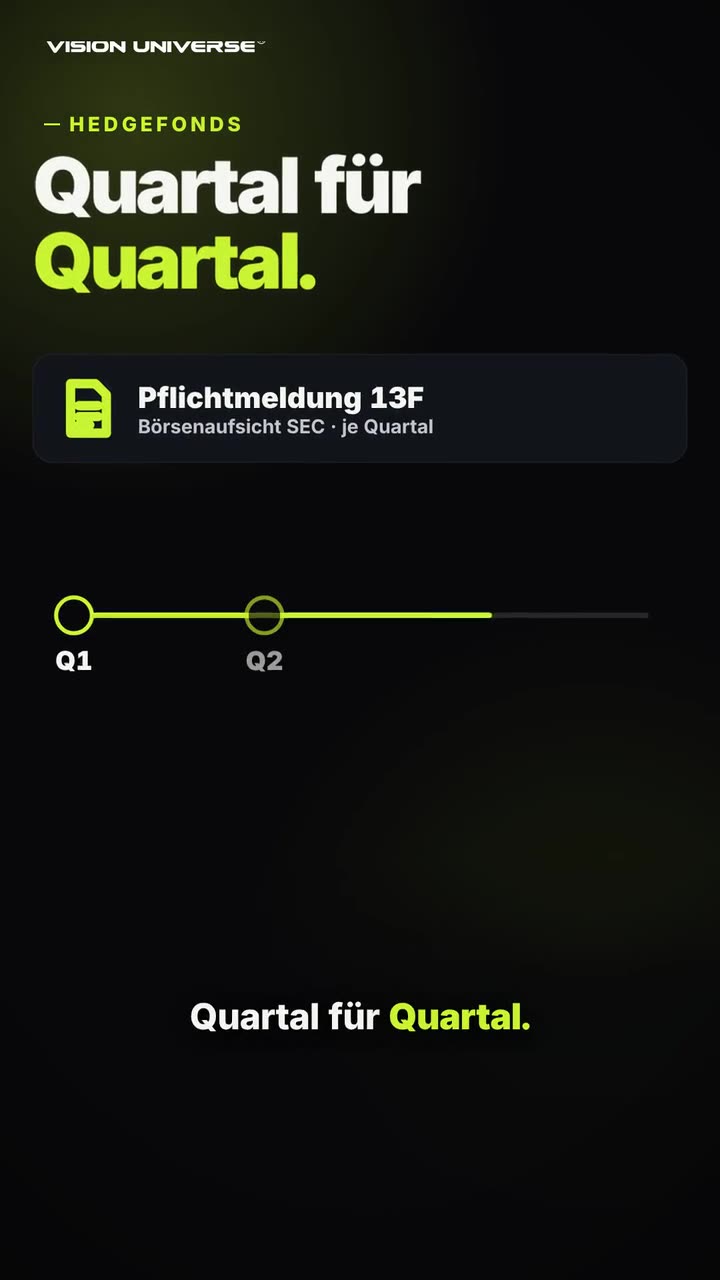 VISION UNIVERSE
— HEDGEFONDS
Quartal für
Quartal.
Pflichtmeldung 13F
Börsenaufsicht SEC · je Quartal
Q1
Q2
Quartal für Quartal.